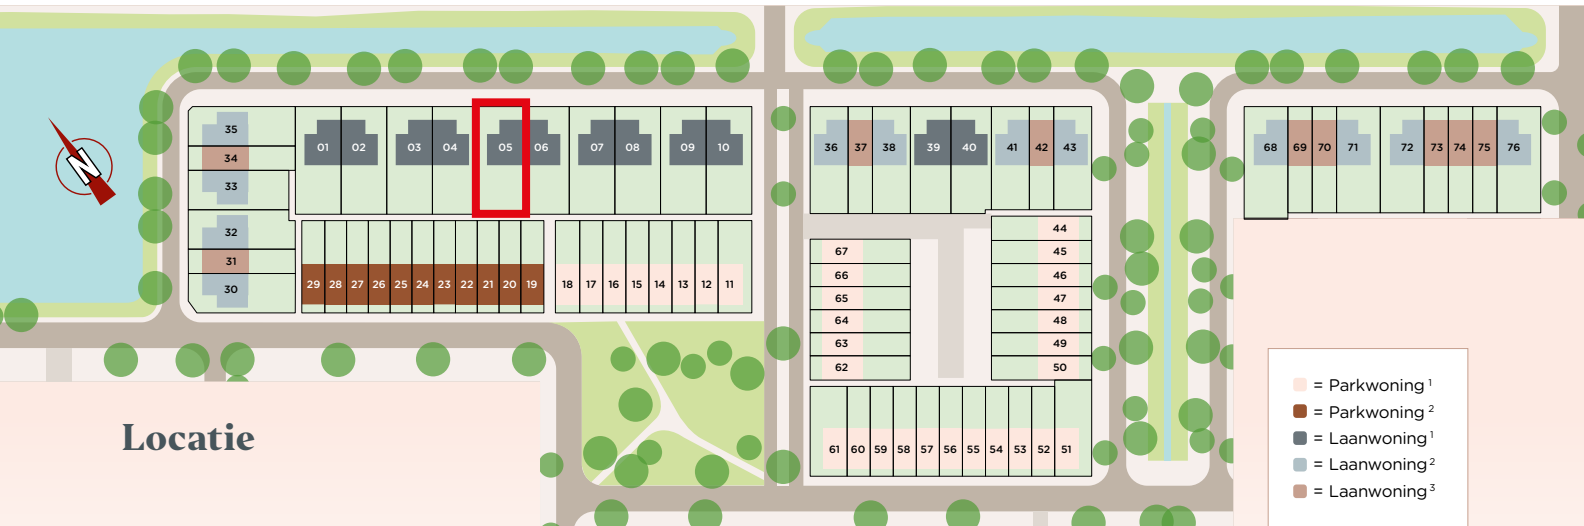 35
34
33
32
31
30
01 02 03 04 05 06 07 08 09 10
29 28 27 26 25 24 23 22 21 20 19
18 17 16 15 14 13 12 11
N
36 37 38 39 40 41 42 43
67
66
65
64
63
62
44
45
46
47
48
49
50
61 60 59 58 57 56 55 54 53 52 51
68 69 70 71 72 73 74 75 76
Locatie
= Parkwoning ¹
= Parkwoning ²
= Laanwoning ¹
= Laanwoning ²
= Laanwoning ³